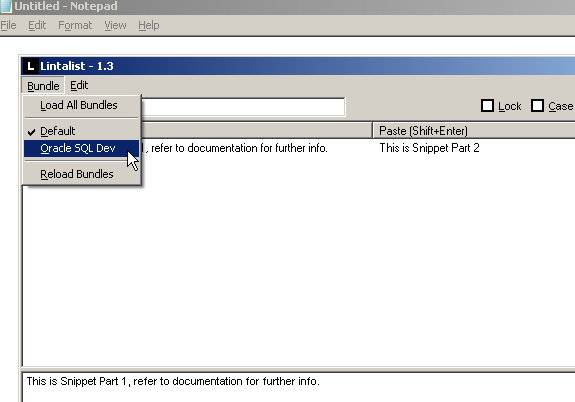 Untitled - Notepad
File Edit Format View Help
L Lintalist - 1.3
Bundle Edit
Load All Bundles
Lock Case
Default
Paste (Shift+Enter)
Oracle SQL Dev
, refer to documentation for further info.
This is Snippet Part 2
Reload Bundles
This is Snippet Part 1, refer to documentation for further info.